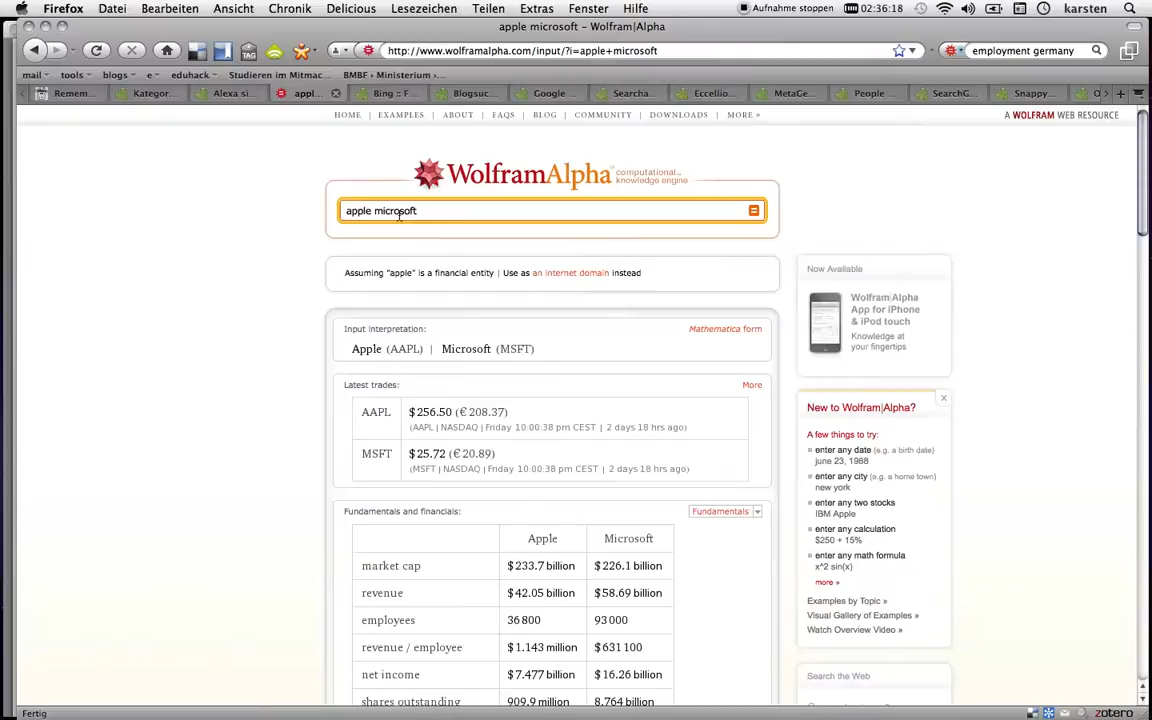 Firefox Datei Bearbeiten Ansicht Chronik Delicious Lesezeichen Teilen Extras Fenster Hilfe Aufnahme stoppen 02:36:18 karsten
apple microsoft – Wolfram|Alpha
http://www.wolframalpha.com/input/?i=apple+microsoft
employment germany
mail tools blogs e eduhack Studieren im Mitmac... BMBF › Ministerium ›...
Remem... Kategor... Alexa si... appl... Bing :: F... Blogsuc... Google ... Searcha... Eccellio... MetaGe... People ... SearchG... Snappy... O
HOME | EXAMPLES | ABOUT | FAQS | BLOG | COMMUNITY | DOWNLOADS | MORE »
A WOLFRAM WEB RESOURCE
WolframAlpha™ computational... knowledge engine
apple microsoft
Assuming "apple" is a financial entity | Use as an internet domain instead
Now Available
Wolfram|Alpha
App for iPhone
& iPod touch
Knowledge at
your fingertips
Input interpretation:
Mathematica form
Apple (AAPL) | Microsoft (MSFT)
Latest trades:
More
AAPL $256.50 (€208.37)
(AAPL | NASDAQ | Friday 10:00:38 pm CEST | 2 days 18 hrs ago)
MSFT $25.72 (€20.89)
(MSFT | NASDAQ | Friday 10:00:38 pm CEST | 2 days 18 hrs ago)
New to Wolfram|Alpha?
A few things to try:
enter any date (e.g. a birth date)
june 23, 1988
enter any city (e.g. a home town)
new york
enter any two stocks
IBM Apple
enter any calculation
$250 + 15%
enter any math formula
x^2 sin(x)
more »
Examples by Topic »
Visual Gallery of Examples »
Watch Overview Video »
Fundamentals and financials:
Fundamentals
Apple Microsoft
market cap $233.7 billion $226.1 billion
revenue $42.05 billion $58.69 billion
employees 36 800 93 000
revenue / employee $1.143 million $631 100
net income $7.477 billion $16.26 billion
shares outstanding 909.9 million 8.764 billion
Search the Web
Fertig
zotero